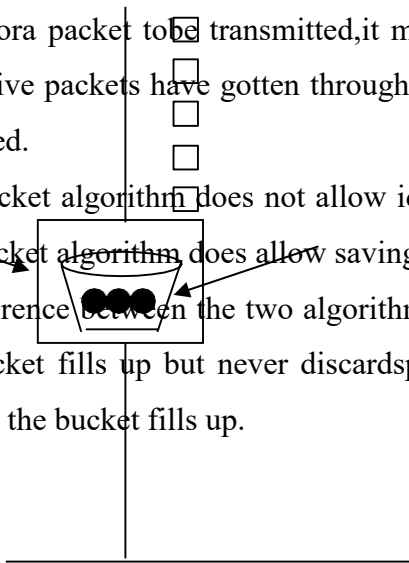 ora packet tobe transmitted,it m
ive packets have gotten through
ed.
cket algorithm does not allow i
cket algorithm does allow saving
rence between the two algorithm
cket fills up but never discardsp
the bucket fills up.